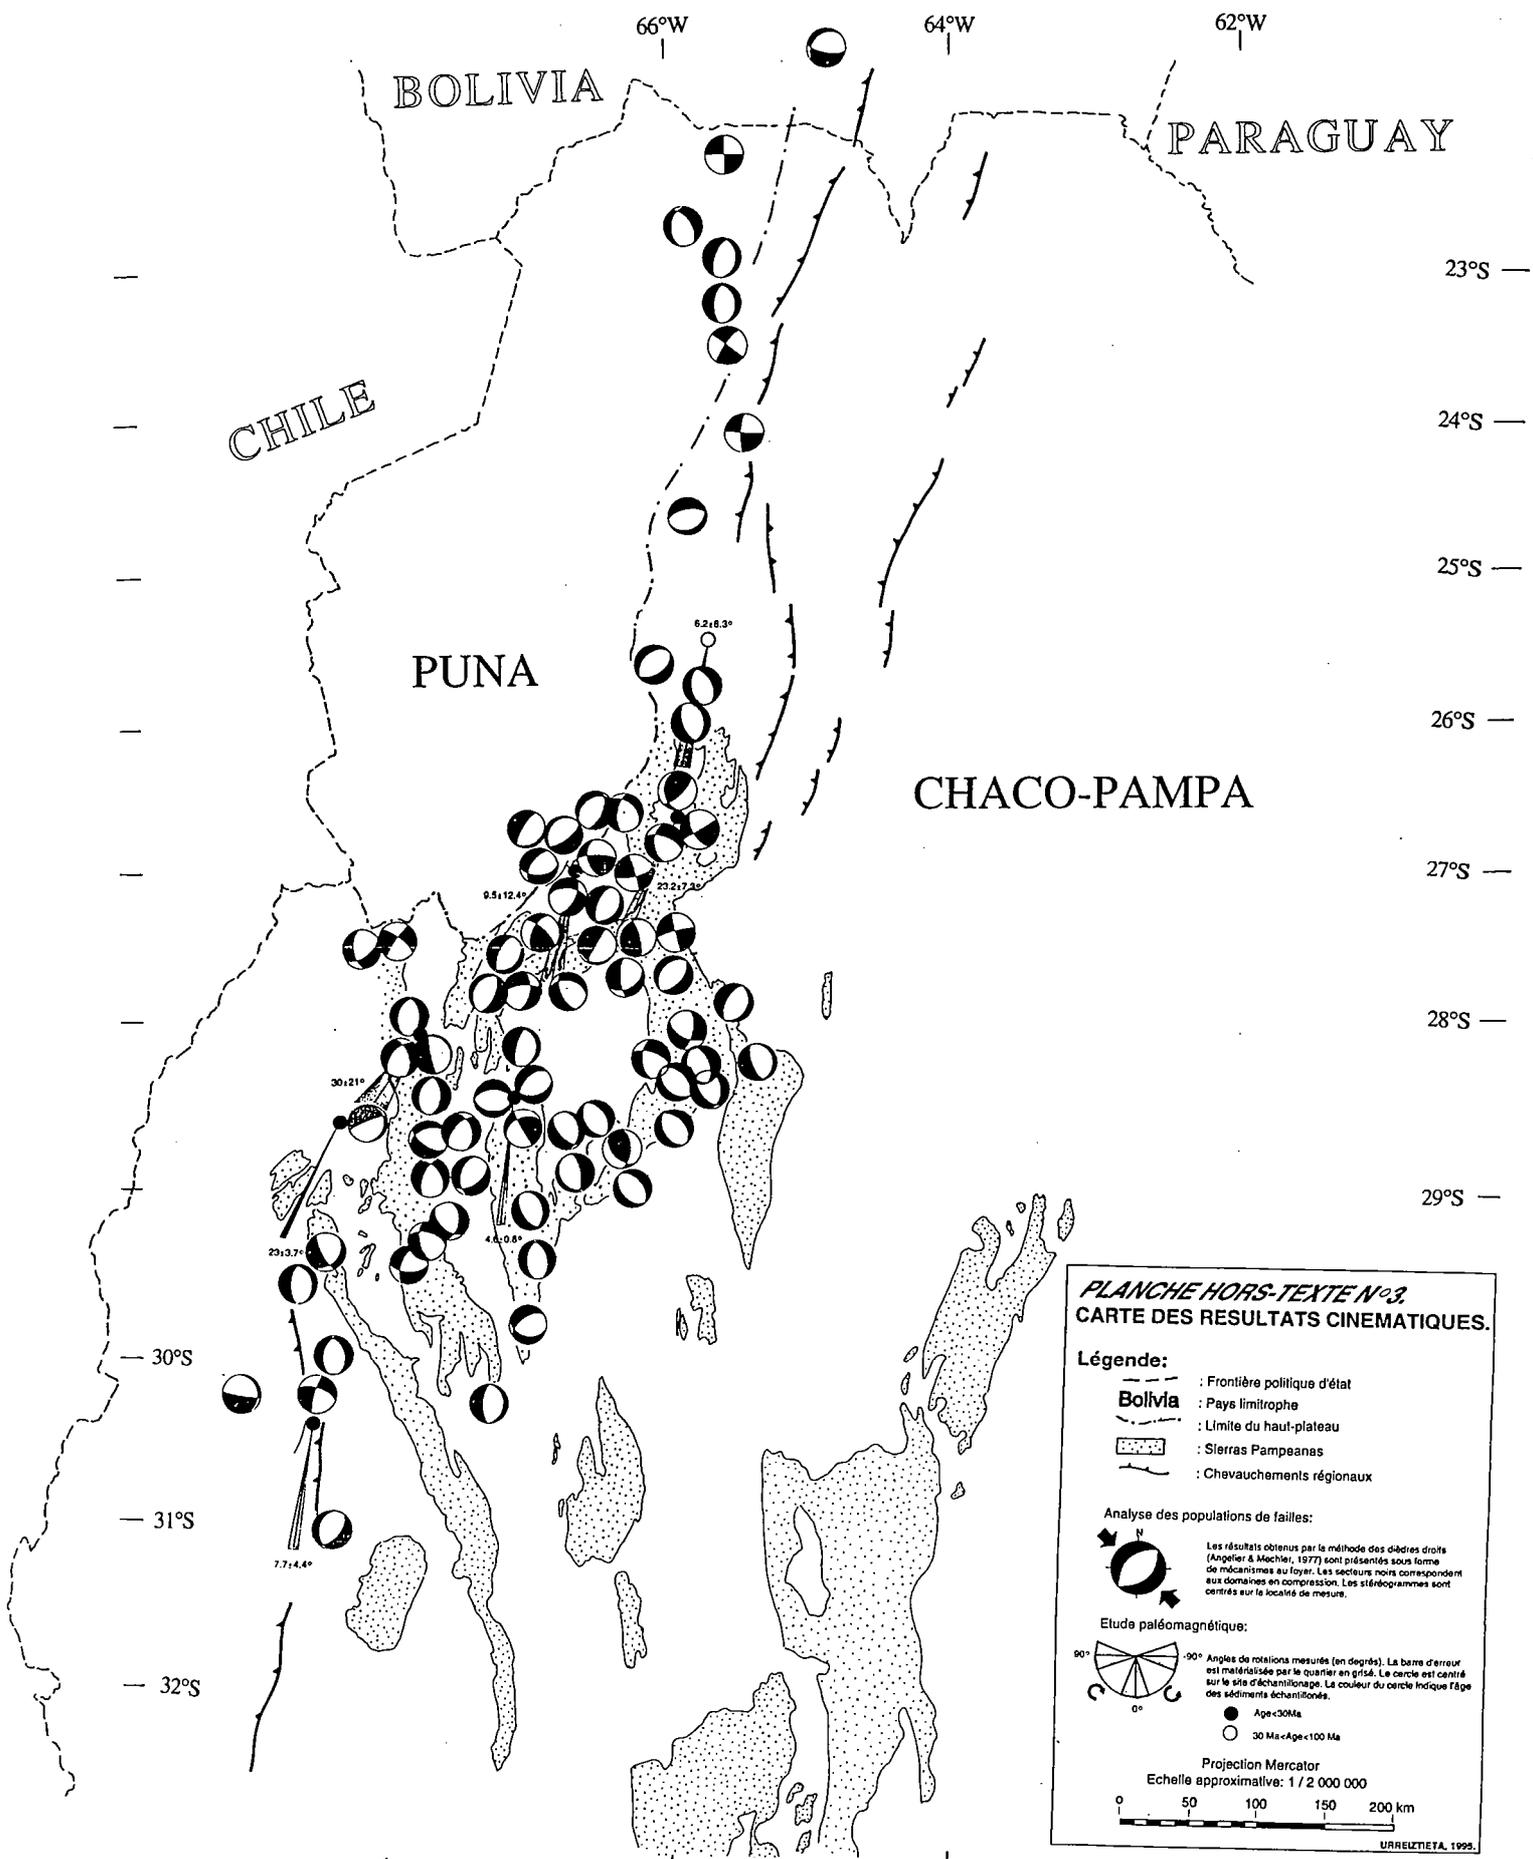 66°W
64°W
62°W
BOLIVIA
PARAGUAY
23°S
CHILE
24°S
25°S
6.2±8.3°
PUNA
26°S
CHACO-PAMPA
27°S
9.5±12.4°
23.2±7.3°
28°S
30±21°
29°S
4.6±0.8°
23±3.7°
30°S
31°S
7.7±4.4°
32°S
PLANCHE HORS-TEXTE N°3.
CARTE DES RESULTATS CINEMATIQUES.
Légende:
: Frontière politique d'état
Bolivia : Pays limitrophe
: Limite du haut-plateau
: Sierras Pampeanas
: Chevauchements régionaux
Analyse des populations de failles:
N
Les résultats obtenus par la méthode des dièdres droits
(Angelier & Mechler, 1977) sont présentés sous forme
de mécanismes au foyer. Les secteurs noirs correspondent
aux domaines en compression. Les stéréogrammes sont
centrés sur la localité de mesure.
Etude paléomagnétique:
90° -90°
0°
Angles de rotations mesurés (en degrés). La barre d'erreur
est matérialisée par le quartier en grisé. Le cercle est centré
sur le site d'échantillonage. La couleur du cercle indique l'âge
des sédiments échantillonés.
Age<30Ma
30 Ma<Age<100 Ma
Projection Mercator
Echelle approximative: 1 / 2 000 000
0 50 100 150 200 km
URREIZTIETA, 1995.